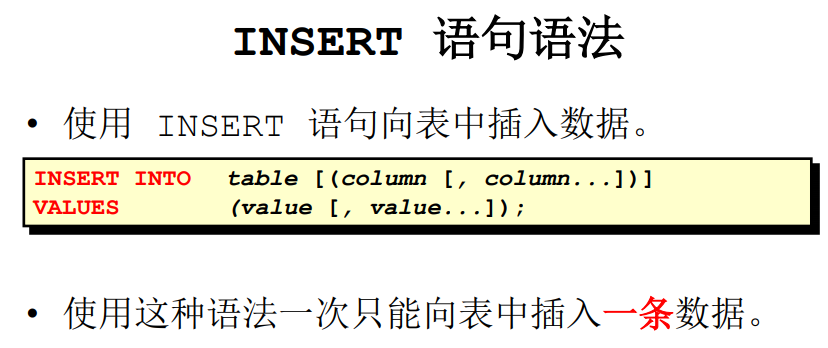 INSERT 语句语法
• 使用 INSERT 语句向表中插入数据。
INSERT INTO table [(column [, column...])]
VALUES (value [, value...]);
• 使用这种语法一次只能向表中插入一条数据。